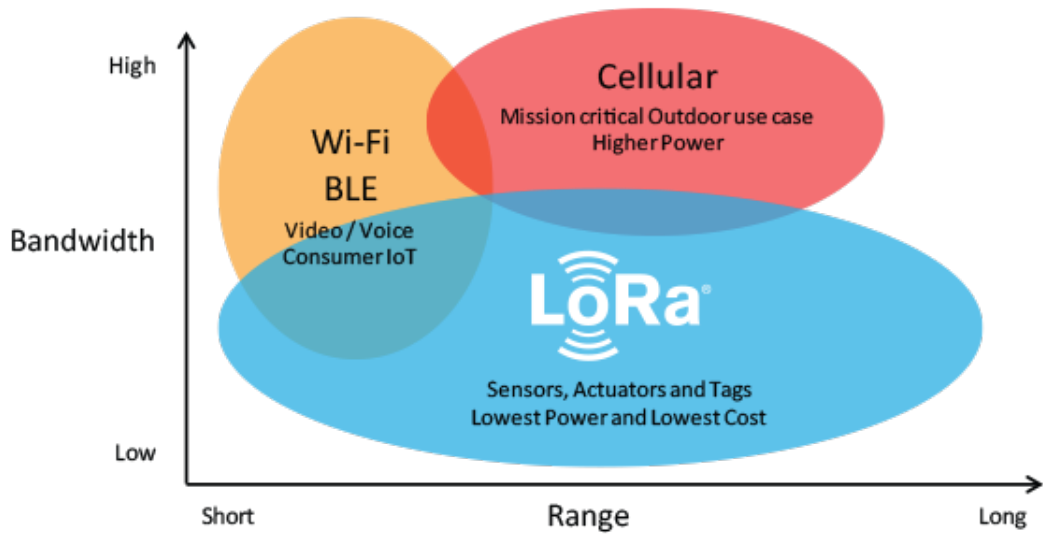 High
Cellular
Mission critical Outdoor use case
Higher Power
Wi-Fi
BLE
Video / Voice
Consumer IoT
Bandwidth
LoRa®
Sensors, Actuators and Tags
Lowest Power and Lowest Cost
Low
Short
Range
Long